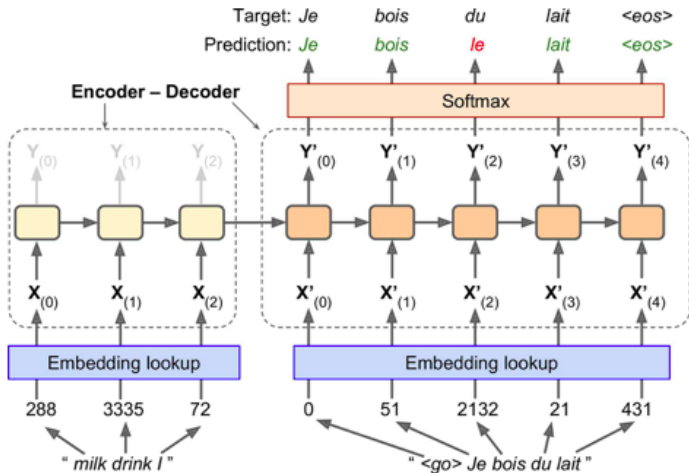 Target: Je bois du lait <eos>
Prediction: Je bois le lait <eos>
Softmax
Encoder – Decoder
Y(0) Y(1) Y(2) Y'(0) Y'(1) Y'(2) Y'(3) Y'(4)
X(0) X(1) X(2) X'(0) X'(1) X'(2) X'(3) X'(4)
Embedding lookup Embedding lookup
288 3335 72 0 51 2132 21 431
“ milk drink I ” “ <go> Je bois du lait ”